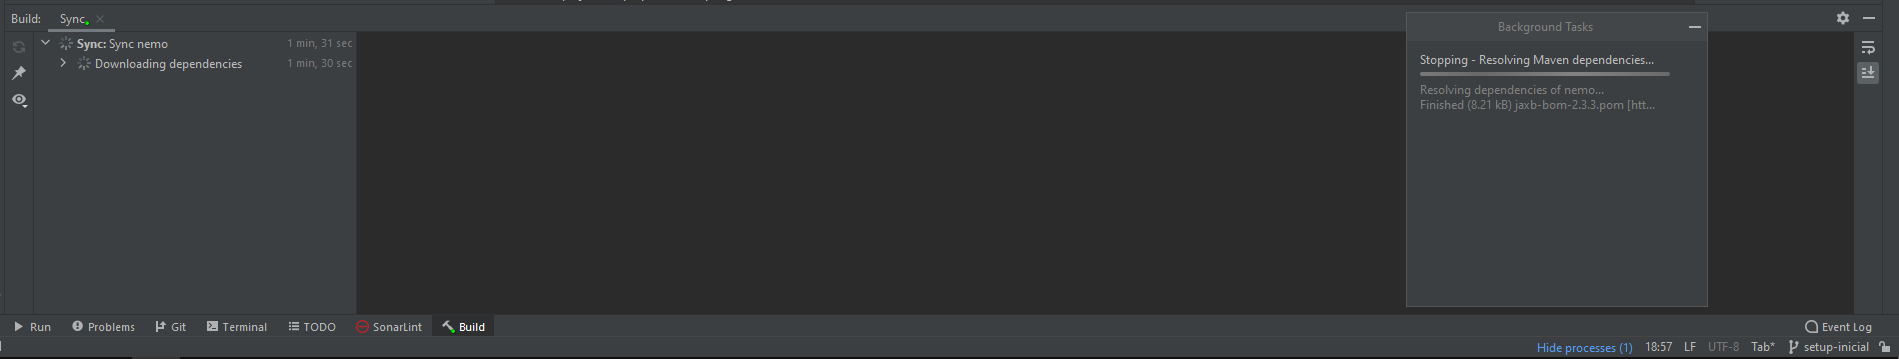 Build: Sync
Background Tasks
Sync: Sync nemo 1 min, 31 sec
Downloading dependencies 1 min, 30 sec
Stopping - Resolving Maven dependencies...
Resolving dependencies of nemo...
Finished (8.21 kB) jaxb-bom-2.3.3.pom [htt...
Run Problems Git Terminal TODO SonarLint Build Event Log
Hide processes (1) 18:57 LF UTF-8 Tab* setup-inicial